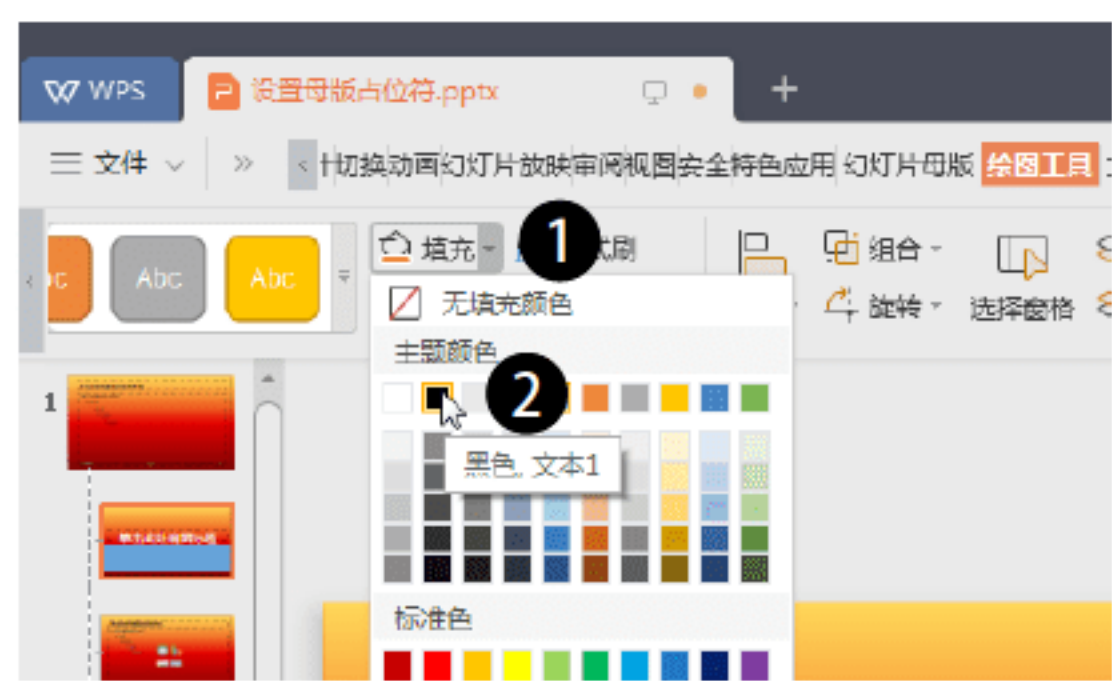 WPS 设置母版占位符.pptx
文件 切换 动画 幻灯片放映 审阅 视图 安全 特色应用 幻灯片母版 绘图工具
Abc Abc 填充 1 式刷 组合
旋转 选择窗格
无填充颜色
主题颜色
1 2
黑色, 文本1
标准色